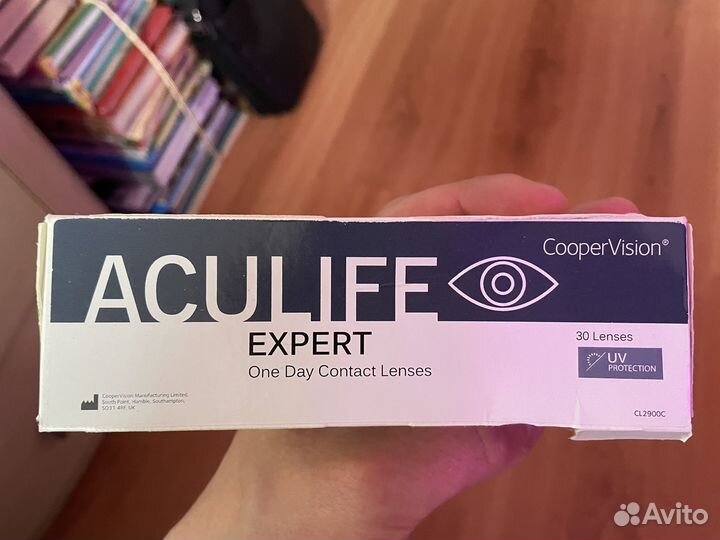 CooperVision®
ACULIFE
EXPERT
One Day Contact Lenses
30 Lenses
UV
PROTECTION
CooperVision Manufacturing Limited,
South Point, Hamble, Southampton,
SO31 4RF, UK
CL2900C
Avito